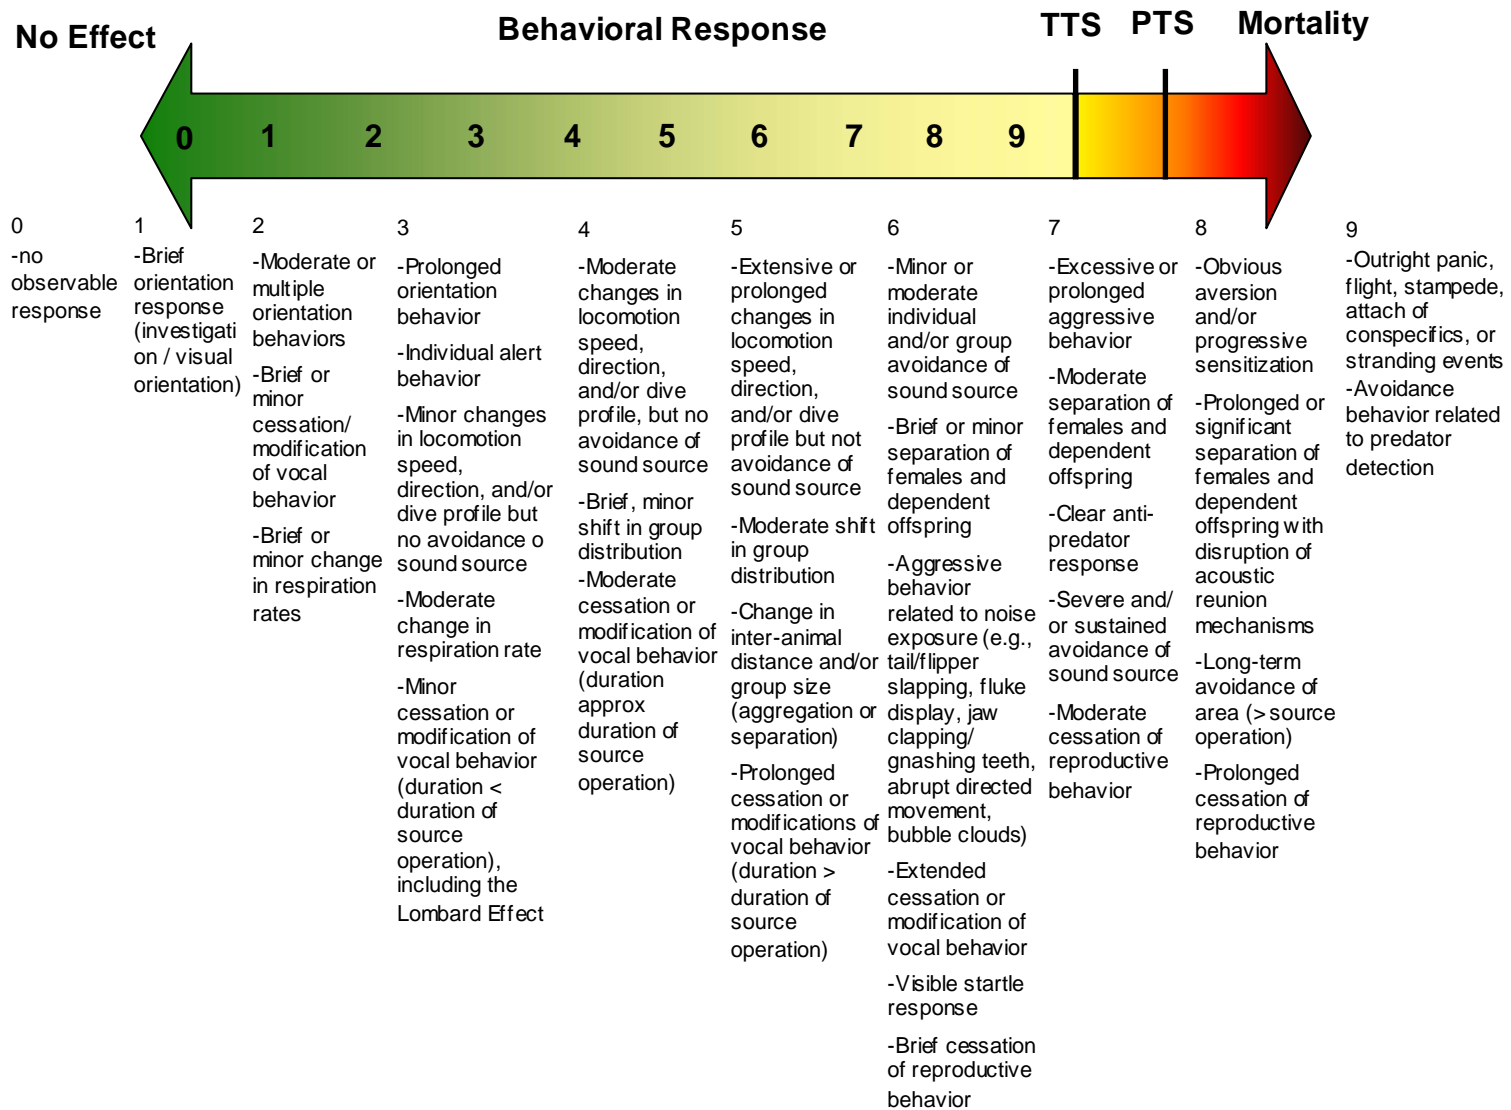 No Effect
Behavioral Response
TTS
PTS
Mortality
0 1 2 3 4 5 6 7 8 9
0
-no
observable
response
1
-Brief
orientation
response
(investigati
on / visual
orientation)
2
-Moderate or
multiple
orientation
behaviors
-Brief or
minor
cessation/
modification
of vocal
behavior
-Brief or
minor change
in respiration
rates
3
-Prolonged
orientation
behavior
-Individual alert
behavior
-Minor changes
in locomotion
speed,
direction, and/or
dive profile but
no avoidance o
sound source
-Moderate
change in
respiration rate
-Minor
cessation or
modification of
vocal behavior
(duration <
duration of
source
operation),
including the
Lombard Effect
4
-Moderate
changes in
locomotion
speed,
direction,
and/or dive
profile, but no
avoidance of
sound source
-Brief, minor
shift in group
distribution
-Moderate
cessation or
modification of
vocal behavior
(duration
approx
duration of
source
operation)
5
-Extensive or
prolonged
changes in
locomotion
speed,
direction,
and/or dive
profile but not
avoidance of
sound source
-Moderate shift
in group
distribution
-Change in
inter-animal
distance and/or
group size
(aggregation or
separation)
-Prolonged
cessation or
modifications of
vocal behavior
(duration >
duration of
source
operation)
6
-Minor or
moderate
individual
and/or group
avoidance of
sound source
-Brief or minor
separation of
females and
dependent
offspring
-Aggressive
behavior
related to noise
exposure (e.g.,
tail/flipper
slapping, fluke
display, jaw
clapping/
gnashing teeth,
abrupt directed
movement,
bubble clouds)
-Extended
cessation or
modification of
vocal behavior
-Visible startle
response
-Brief cessation
of reproductive
behavior
7
-Excessive or
prolonged
aggressive
behavior
-Moderate
separation of
females and
dependent
offspring
-Clear anti-
predator
response
-Severe and/
or sustained
avoidance of
sound source
-Moderate
cessation of
reproductive
behavior
8
-Obvious
aversion
and/or
progressive
sensitization
-Prolonged or
significant
separation of
females and
dependent
offspring with
disruption of
acoustic
reunion
mechanisms
-Long-term
avoidance of
area (> source
operation)
-Prolonged
cessation of
reproductive
behavior
9
-Outright panic,
flight, stampede,
attach of
conspecifics, or
stranding events
-Avoidance
behavior related
to predator
detection